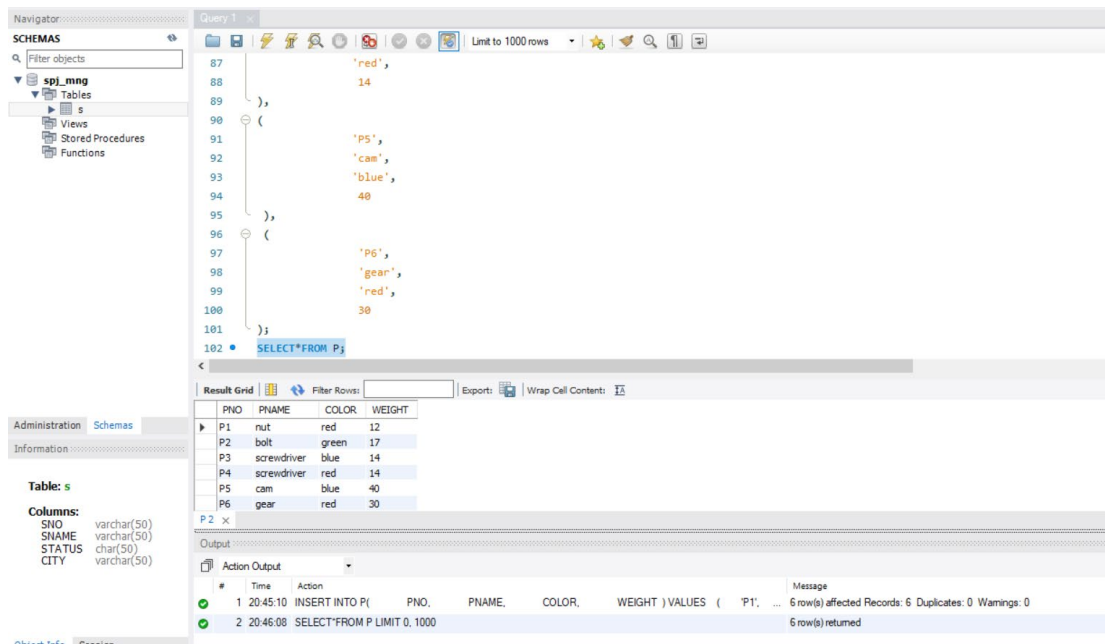 Navigator
SCHEMAS
Filter objects
spj_mng
Tables
s
Views
Stored Procedures
Functions
Administration Schemas
Information
Table: s
Columns:
SNO varchar(50)
SNAME varchar(50)
STATUS char(50)
CITY varchar(50)
Object Info Session
Query 1
Limit to 1000 rows
87 'red',
88 14
89 ),
90 (
91 'P5',
92 'cam',
93 'blue',
94 40
95 ),
96 (
97 'P6',
98 'gear',
99 'red',
100 30
101 );
102 SELECT*FROM P;
Result Grid Filter Rows: Export: Wrap Cell Content:
PNO PNAME COLOR WEIGHT
P1 nut red 12
P2 bolt green 17
P3 screwdriver blue 14
P4 screwdriver red 14
P5 cam blue 40
P6 gear red 30
P 2
Output
Action Output
# Time Action Message
1 20:45:10 INSERT INTO P( PNO, PNAME, COLOR, WEIGHT ) VALUES ( 'P1', ... 6 row(s) affected Records: 6 Duplicates: 0 Warnings: 0
2 20:46:08 SELECT*FROM P LIMIT 0, 1000 6 row(s) returned